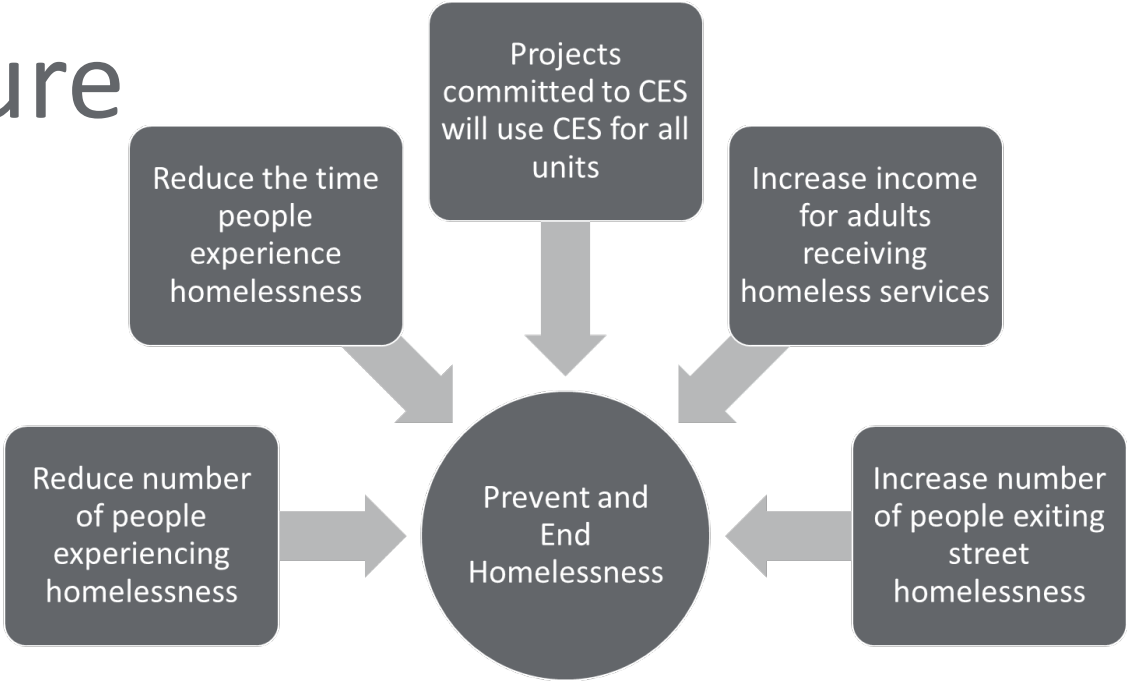 ure
Projects
committed to CES
will use CES for all
units
Reduce the time
people
experience
homelessness
Increase income
for adults
receiving
homeless services
Reduce number
of people
experiencing
homelessness
Prevent and
End
Homelessness
Increase number
of people exiting
street
homelessness